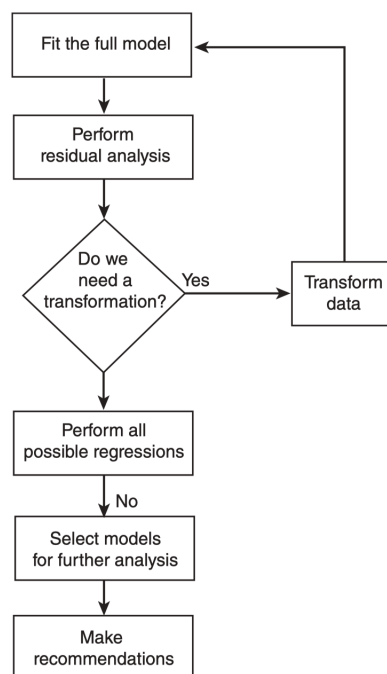 Fit the full model
Perform
residual analysis
Do we
need a
transformation?
Yes
Transform
data
Perform all
possible regressions
No
Select models
for further analysis
Make
recommendations